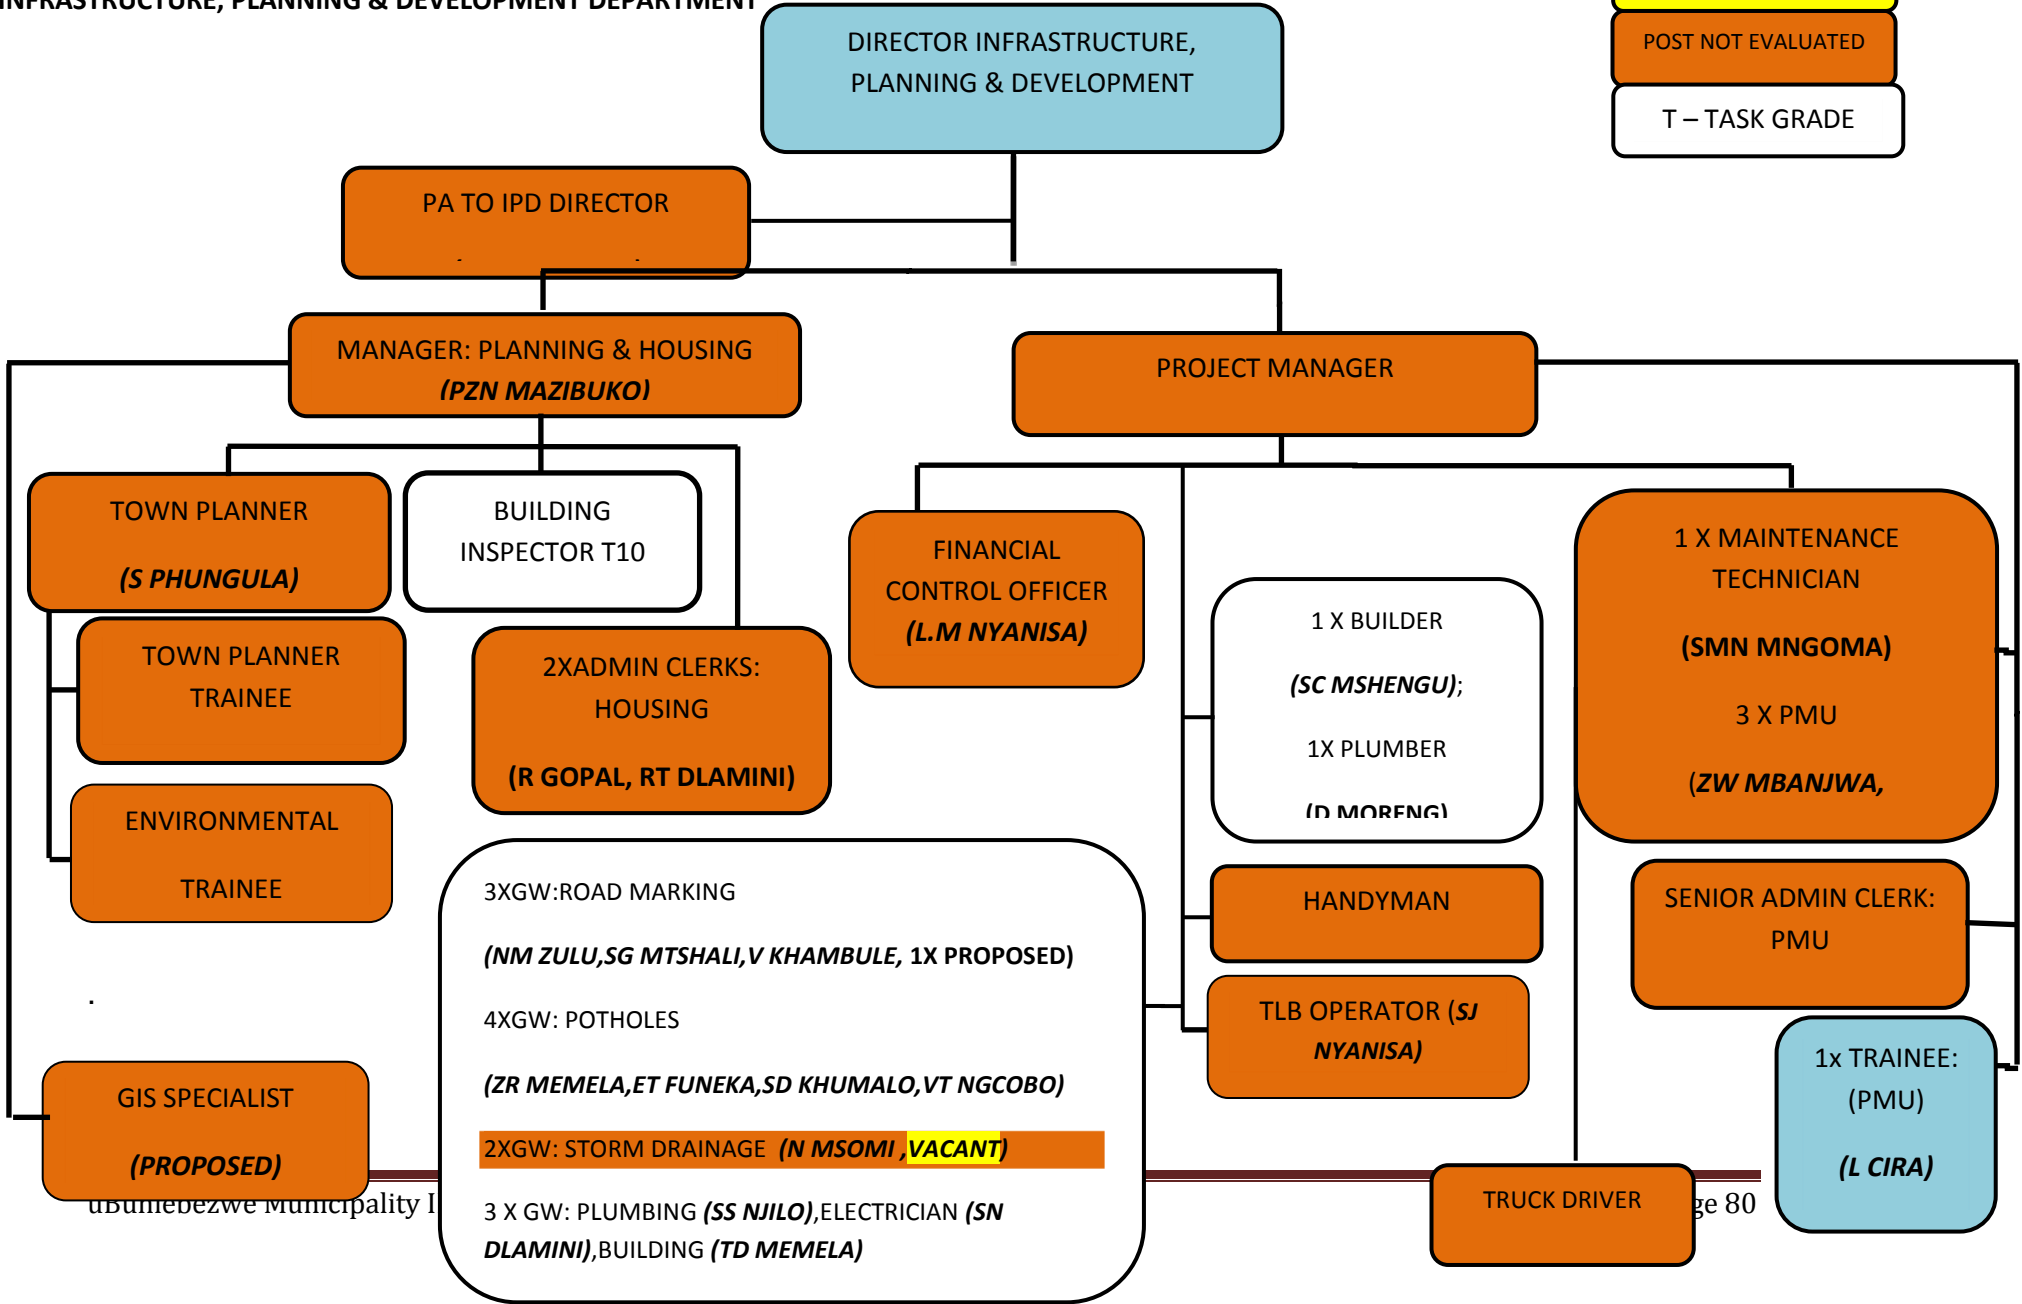 INFRASTRUCTURE, PLANNING & DEVELOPMENT DEPARTMENT
DIRECTOR INFRASTRUCTURE,
PLANNING & DEVELOPMENT
POST NOT EVALUATED
T – TASK GRADE
PA TO IPD DIRECTOR
MANAGER: PLANNING & HOUSING
(PZN MAZIBUKO)
PROJECT MANAGER
TOWN PLANNER
(S PHUNGULA)
BUILDING
INSPECTOR T10
TOWN PLANNER
TRAINEE
2XADMIN CLERKS:
HOUSING
(R GOPAL, RT DLAMINI)
ENVIRONMENTAL
TRAINEE
GIS SPECIALIST
(PROPOSED)
FINANCIAL
CONTROL OFFICER
(L.M NYANISA)
1 X BUILDER
(SC MSHENGU);
1X PLUMBER
(D MORENG)
1 X MAINTENANCE
TECHNICIAN
(SMN MNGOMA)
3 X PMU
(ZW MBANJWA,
HANDYMAN
SENIOR ADMIN CLERK:
PMU
TLB OPERATOR (SJ
NYANISA)
1x TRAINEE:
(PMU)
(L CIRA)
3XGW:ROAD MARKING
(NM ZULU,SG MTSHALI,V KHAMBULE, 1X PROPOSED)
.
4XGW: POTHOLES
(ZR MEMELA,ET FUNEKA,SD KHUMALO,VT NGCOBO)
2XGW: STORM DRAINAGE (N MSOMI ,VACANT)
3 X GW: PLUMBING (SS NJILO),ELECTRICIAN (SN
DLAMINI),BUILDING (TD MEMELA)
TRUCK DRIVER
uBuhlebezwe Municipality I
ge 80